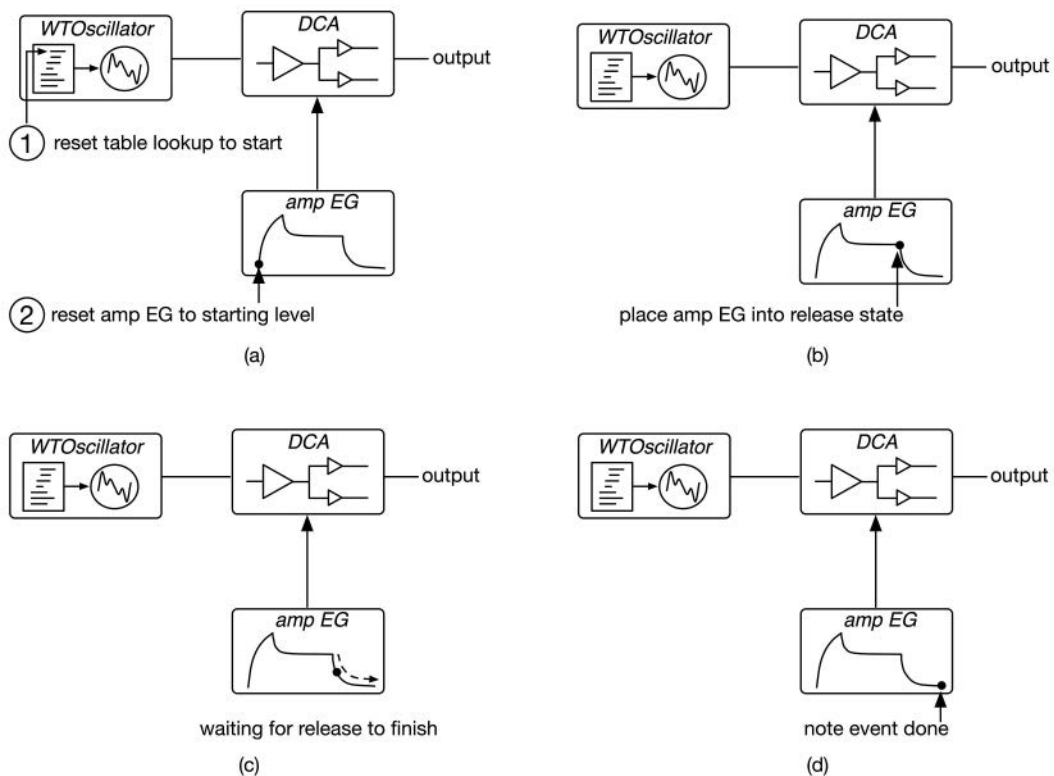 WTOscillator
DCA
output
1 reset table lookup to start
amp EG
2 reset amp EG to starting level
(a)
WTOscillator
DCA
output
amp EG
place amp EG into release state
(b)
WTOscillator
DCA
output
amp EG
waiting for release to finish
(c)
WTOscillator
DCA
output
amp EG
note event done
(d)